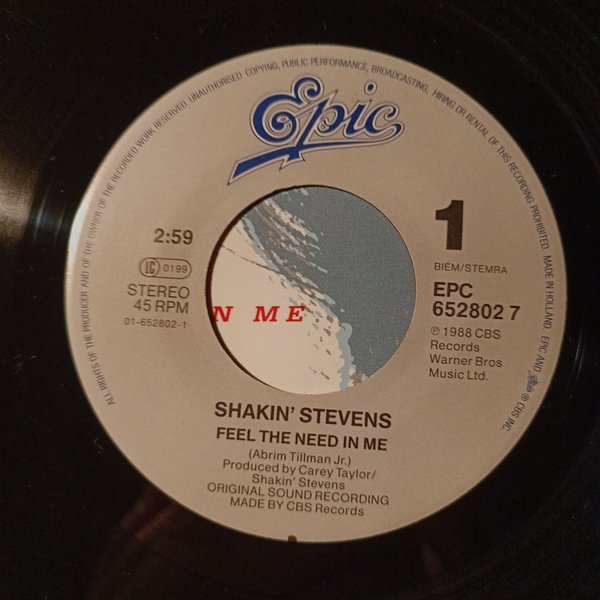 ALL RIGHTS OF THE PRODUCER AND OF THE OWNER OF THE RECORDED WORK RESERVED. UNAUTHORISED COPYING, PUBLIC PERFORMANCE, BROADCASTING, HIRING OR RENTAL OF THIS RECORDING PROHIBITED. MADE IN HOLLAND. EPIC AND Epic ® CBS INC.
Epic
1
2:59
LC 0199
STEREO
45 RPM
01-652802-1
BIEM/STEMRA
EPC
652802 7
℗ 1988 CBS
Records
Warner Bros
Music Ltd.
N ME
SHAKIN' STEVENS
FEEL THE NEED IN ME
(Abrim Tillman Jr.)
Produced by Carey Taylor/
Shakin' Stevens
ORIGINAL SOUND RECORDING
MADE BY CBS Records